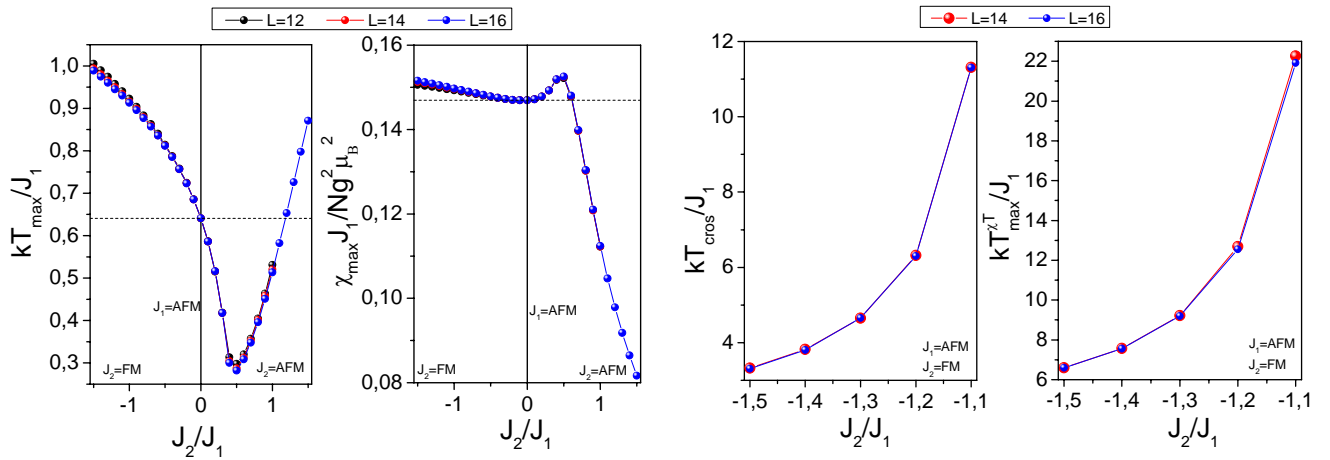 L=12 L=14 L=16
kT_max/J_1
1,0
0,9
0,8
0,7
0,6
0,5
0,4
0,3
J_1=AFM
J_2=FM
J_2=AFM
-1 0 1
J_2/J_1
χ_max J_1/Ng^2 μ_B^2
0,16
0,14
0,12
0,10
0,08
J_1=AFM
J_2=FM
J_2=AFM
-1 0 1
J_2/J_1
L=14 L=16
kT_cros/J_1
12
10
8
6
4
J_1=AFM
J_2=FM
-1,5 -1,4 -1,3 -1,2 -1,1
J_2/J_1
kT_max^χT/J_1
22
20
18
16
14
12
10
8
6
J_1=AFM
J_2=FM
-1,5 -1,4 -1,3 -1,2 -1,1
J_2/J_1